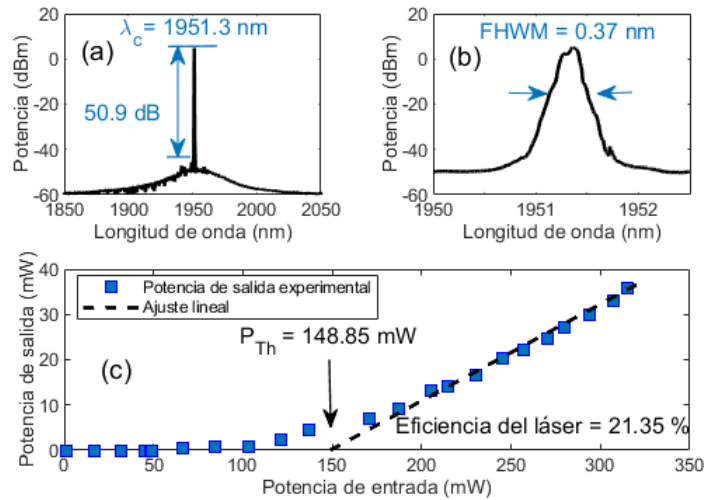 (a)
λc= 1951.3 nm
50.9 dB
Potencia (dBm)
0
-20
-40
-60
1850
1900
1950
2000
2050
Longitud de onda (nm)
(b)
FHWM = 0.37 nm
Potencia (dBm)
0
-20
-40
-60
1950
1951
1952
Longitud de onda (nm)
(c)
Potencia de salida experimental
Ajuste lineal
PTh = 148.85 mW
Eficiencia del láser = 21.35 %
Potencia de salida (mW)
40
30
20
10
0
0
50
100
150
200
250
300
350
Potencia de entrada (mW)